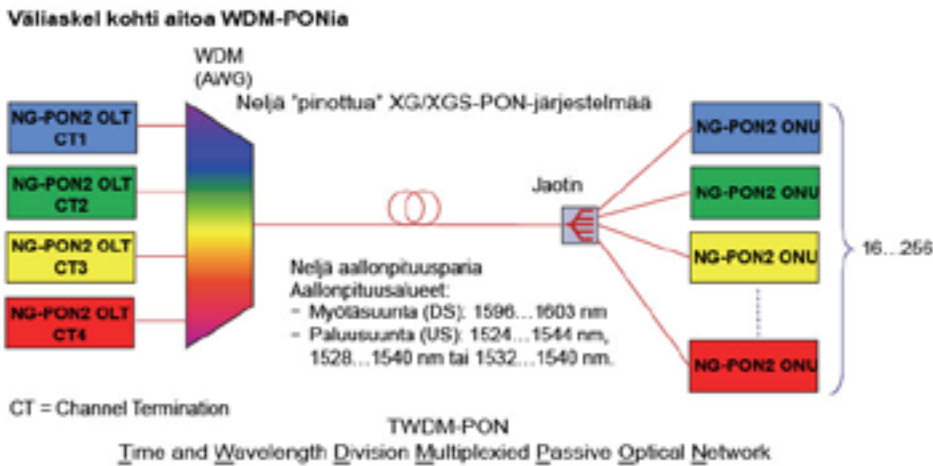 Väliaskel kohti aitoa WDM-PONia
WDM
(AWG)
Neljä "pinottua" XG/XGS-PON-järjestelmää
NG-PON2 OLT
CT1
NG-PON2 OLT
CT2
NG-PON2 OLT
CT3
NG-PON2 OLT
CT4
Jaotin
NG-PON2 ONU
NG-PON2 ONU
NG-PON2 ONU
NG-PON2 ONU
16...256
Neljä aallonpituusparia
Aallonpituusalueet:
– Myötäsuunta (DS): 1596...1603 nm
– Paluusuunta (US): 1524...1544 nm,
1528...1540 nm tai 1532...1540 nm.
CT = Channel Termination
TWDM-PON
Time and Wavelength Division Multiplexied Passive Optical Network